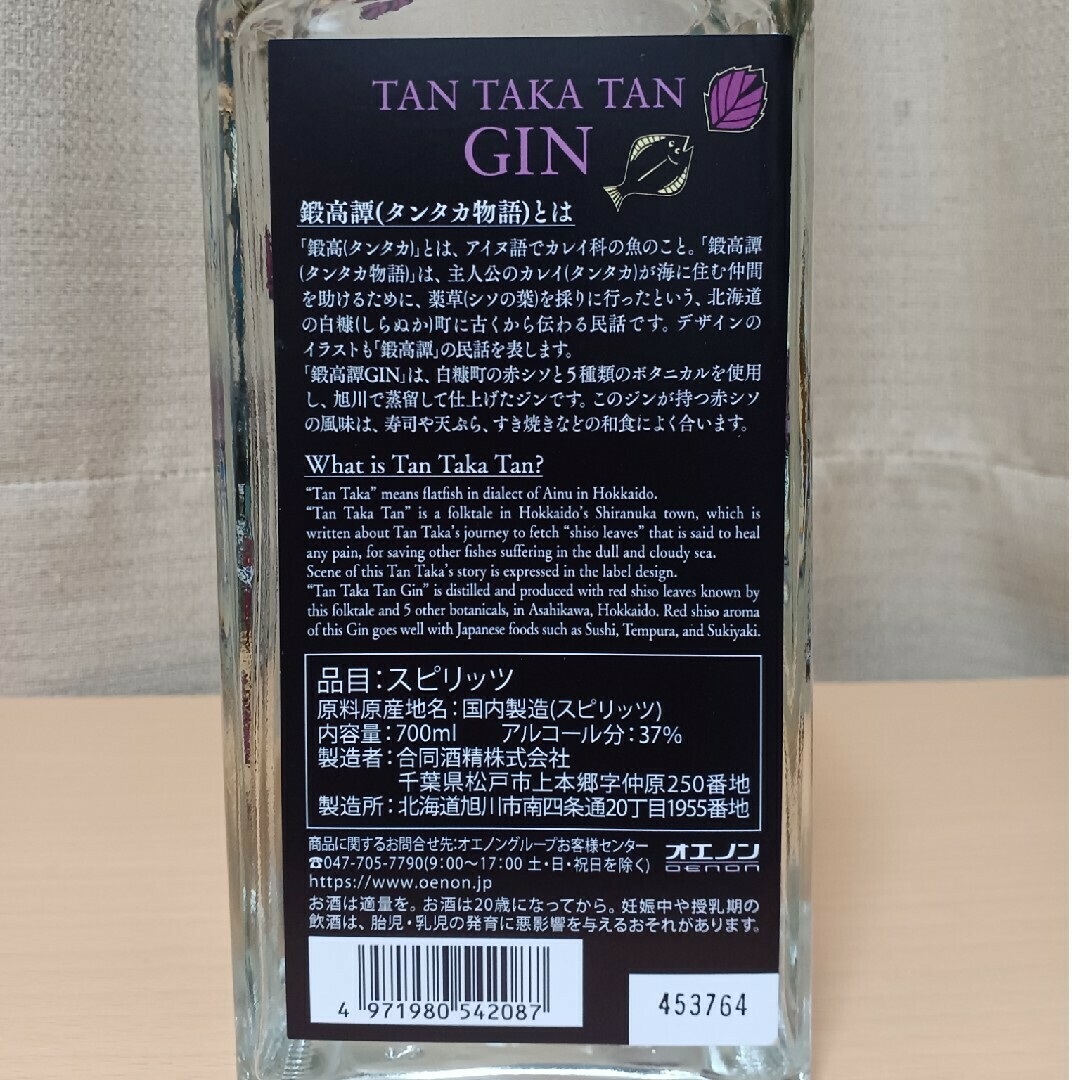 TAN TAKA TAN
GIN
鍛高譚(タンタカ物語)とは
「鍛高(タンタカ)」とは、アイヌ語でカレイ科の魚のこと。「鍛高譚
(タンタカ物語)」は、主人公のカレイ(タンタカ)が海に住む仲間
を助けるために、薬草(シソの葉)を採りに行ったという、北海道
の白糠(しらぬか)町に古くから伝わる民話です。デザインの
イラストも「鍛高譚」の民話を表します。
「鍛高譚GIN」は、白糠町の赤シソと5種類のボタニカルを使用
し、旭川で蒸留して仕上げたジンです。このジンが持つ赤シソ
の風味は、寿司や天ぷら、すき焼きなどの和食によく合います。
What is Tan Taka Tan?
“Tan Taka” means flatfish in dialect of Ainu in Hokkaido.
“Tan Taka Tan” is a folktale in Hokkaido’s Shiranuka town, which is
written about Tan Taka’s journey to fetch “shiso leaves” that is said to heal
any pain, for saving other fishes suffering in the dull and cloudy sea.
Scene of this Tan Taka’s story is expressed in the label design.
“Tan Taka Tan Gin” is distilled and produced with red shiso leaves known by
this folktale and 5 other botanicals, in Asahikawa, Hokkaido. Red shiso aroma
of this Gin goes well with Japanese foods such as Sushi, Tempura, and Sukiyaki.
品目：スピリッツ
原料原産地名：国内製造(スピリッツ)
内容量：700ml アルコール分：37%
製造者：合同酒精株式会社
千葉県松戸市上本郷字仲原250番地
製造所：北海道旭川市南四条通20丁目1955番地
商品に関するお問合せ先：オエノングループお客様センター
☎047-705-7790(9：00〜17：00 土・日・祝日を除く)
オエノン
OENON
https://www.oenon.jp
お酒は適量を。お酒は20歳になってから。妊娠中や授乳期の
飲酒は、胎児・乳児の発育に悪影響を与えるおそれがあります。
4 971980 542087
453764